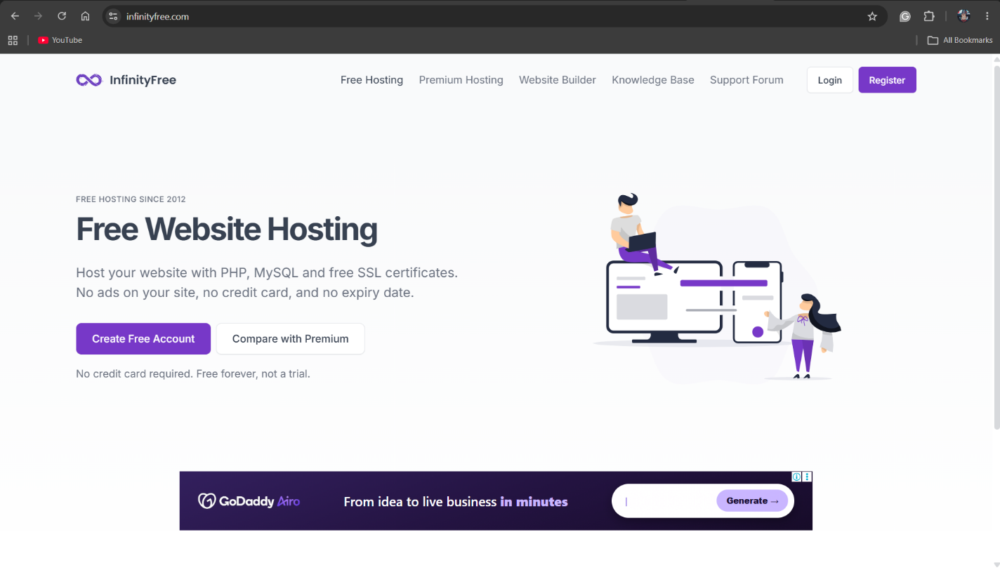 infinityfree.com
YouTube
All Bookmarks
InfinityFree
Free Hosting
Premium Hosting
Website Builder
Knowledge Base
Support Forum
Login
Register
FREE HOSTING SINCE 2012
Free Website Hosting
Host your website with PHP, MySQL and free SSL certificates.
No ads on your site, no credit card, and no expiry date.
Create Free Account
Compare with Premium
No credit card required. Free forever, not a trial.
GoDaddy Airo
From idea to live business in minutes
Generate →